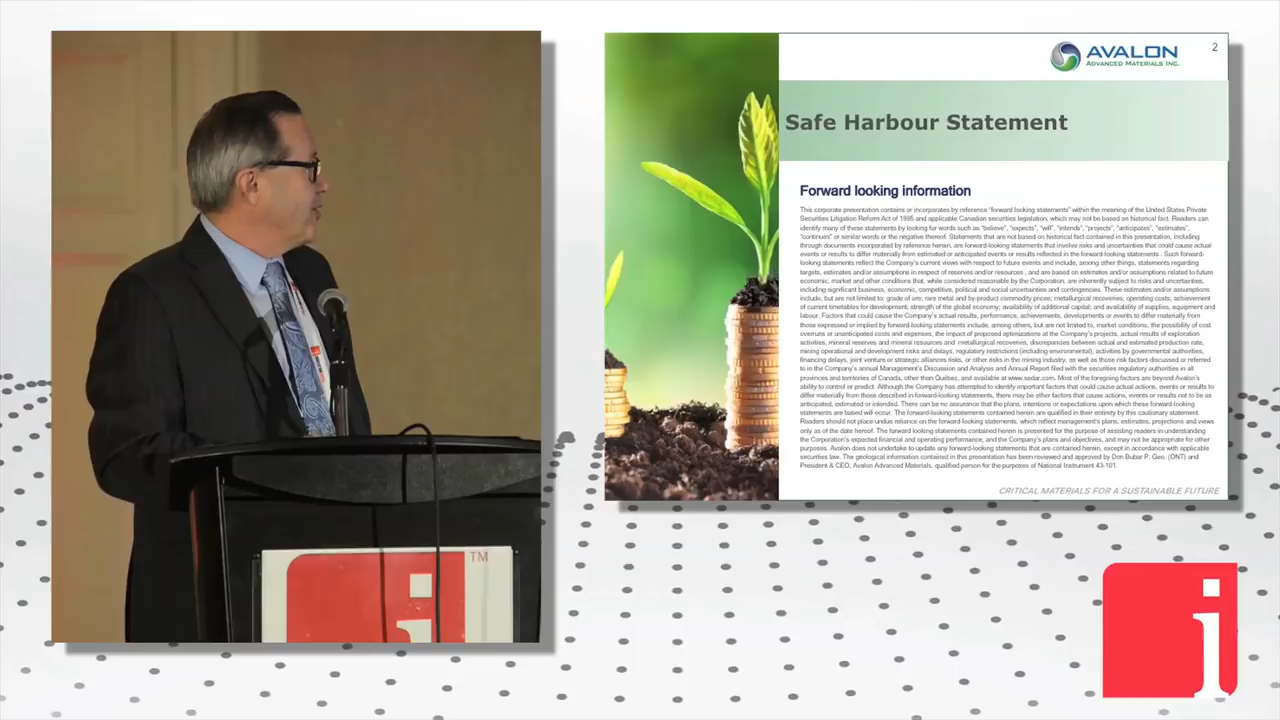 AVALON
ADVANCED MATERIALS INC.
2
Safe Harbour Statement
Forward looking information
This corporate presentation contains or incorporates by reference “forward looking statements” within the meaning of the United States Private
Securities Litigation Reform Act of 1995 and applicable Canadian securities legislation, which may not be based on historical fact. Readers can
identify many of these statements by looking for words such as “believe”, “expects”, “will”, “intends”, “projects”, “anticipates”, “estimates”,
“continues” or similar words or the negative thereof. Statements that are not based on historical fact contained in this presentation, including
through documents incorporated by reference herein, are forward-looking statements that involve risks and uncertainties that could cause actual
events or results to differ materially from estimated or anticipated events or results reflected in the forward-looking statements . Such forward-
looking statements reflect the Company's current views with respect to future events and include, among other things, statements regarding
targets, estimates and/or assumptions in respect of reserves and/or resources , and are based on estimates and/or assumptions related to future
economic, market and other conditions that, while considered reasonable by the Corporation, are inherently subject to risks and uncertainties,
including significant business, economic, competitive, political and social uncertainties and contingencies. These estimates and/or assumptions
include, but are not limited to: grade of ore; rare metal and by-product commodity prices; metallurgical recoveries; operating costs; achievement
of current timetables for development; strength of the global economy; availability of additional capital; and availability of supplies, equipment and
labour. Factors that could cause the Company's actual results, performance, achievements, developments or events to differ materially from
those expressed or implied by forward-looking statements include, among others, but are not limited to, market conditions, the possibility of cost
overruns or unanticipated costs and expenses, the impact of proposed optimizations at the Company's projects, actual results of exploration
activities, mineral reserves and mineral resources and metallurgical recoveries, discrepancies between actual and estimated production rate,
mining operational and development risks and delays, regulatory restrictions (including environmental), activities by governmental authorities,
financing delays, joint venture or strategic alliances risks, or other risks in the mining industry, as well as those risk factors discussed or referred
to in the Company's annual Management's Discussion and Analysis and Annual Report filed with the securities regulatory authorities in all
provinces and territories of Canada, other than Québec, and available at www.sedar.com. Most of the foregoing factors are beyond Avalon's
ability to control or predict. Although the Company has attempted to identify important factors that could cause actual actions, events or results to
differ materially from those described in forward-looking statements, there may be other factors that cause actions, events or results not to be as
anticipated, estimated or intended. There can be no assurance that the plans, intentions or expectations upon which these forward-looking
statements are based will occur. The forward-looking statements contained herein are qualified in their entirety by this cautionary statement.
Readers should not place undue reliance on the forward-looking statements, which reflect management's plans, estimates, projections and views
only as of the date hereof. The forward looking statements contained herein is presented for the purpose of assisting readers in understanding
the Corporation's expected financial and operating performance, and the Company's plans and objectives, and may not be appropriate for other
purposes. Avalon does not undertake to update any forward-looking statements that are contained herein, except in accordance with applicable
securities law. The geological information contained in this presentation has been reviewed and approved by Don Bubar P. Geo. (ONT) and
President & CEO, Avalon Advanced Materials, qualified person for the purposes of National Instrument 43-101.
CRITICAL MATERIALS FOR A SUSTAINABLE FUTURE
i
TM
i